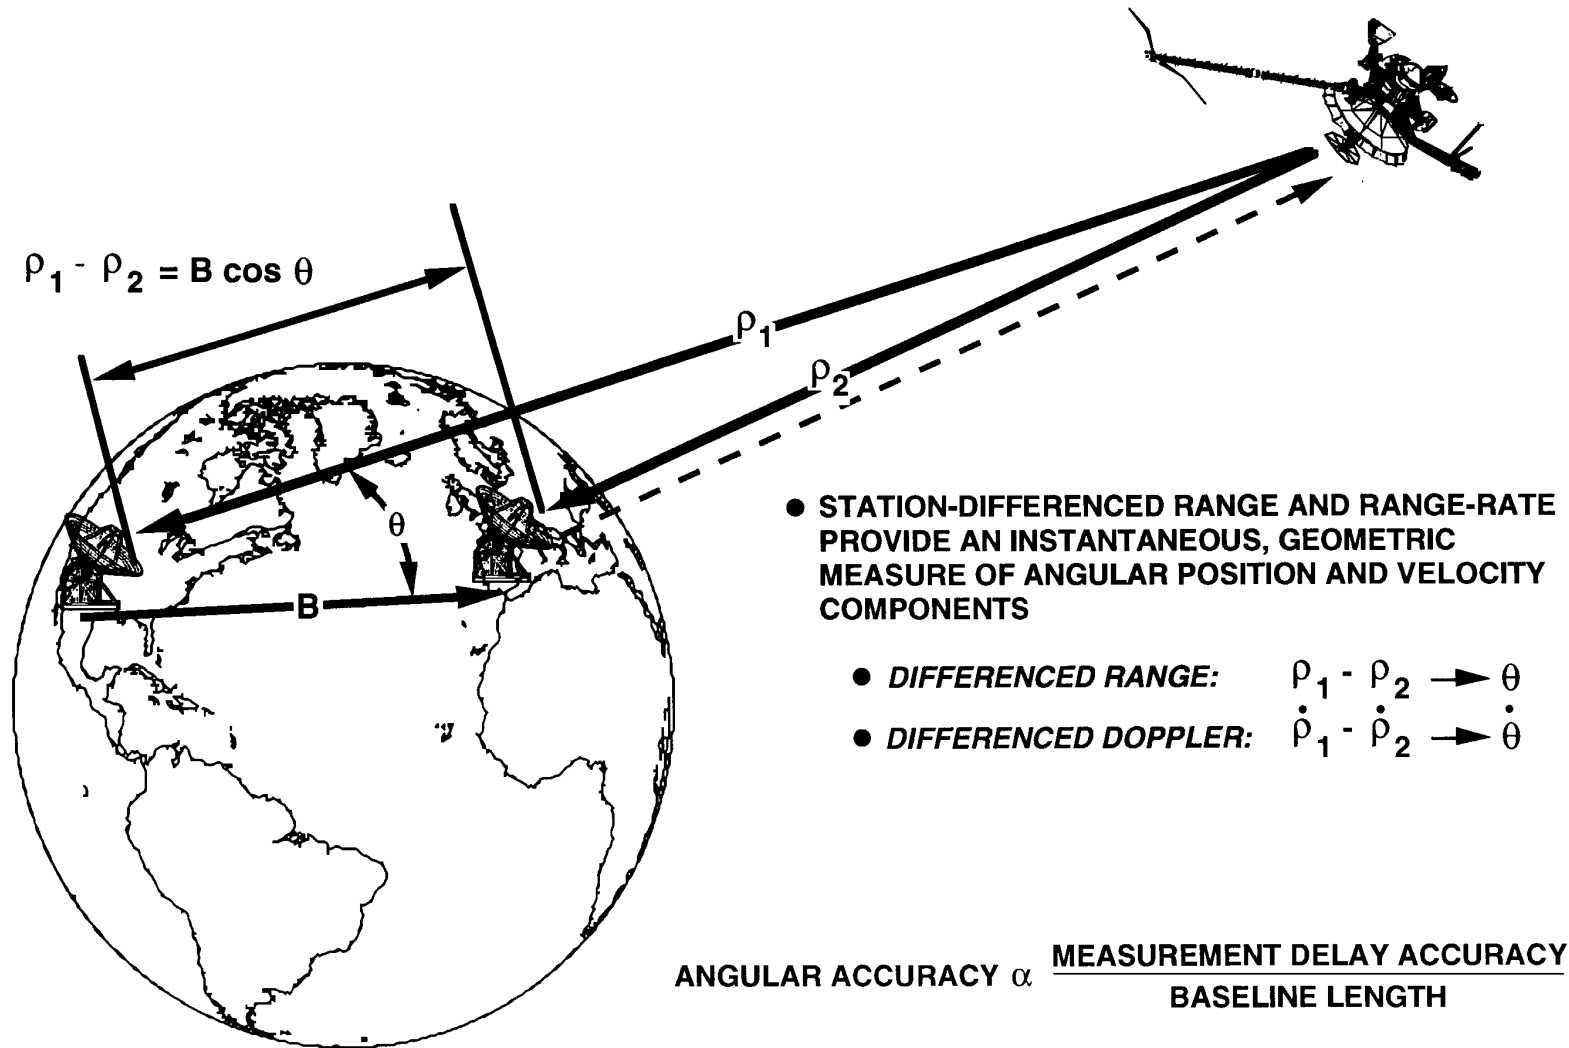 ρ₁ - ρ₂ = B cos θ
ρ₁
ρ₂
θ
B
● STATION-DIFFERENCED RANGE AND RANGE-RATE
PROVIDE AN INSTANTANEOUS, GEOMETRIC
MEASURE OF ANGULAR POSITION AND VELOCITY
COMPONENTS
● DIFFERENCED RANGE: ρ₁ - ρ₂ → θ
● DIFFERENCED DOPPLER: ρ̇₁ - ρ̇₂ → θ̇
ANGULAR ACCURACY α MEASUREMENT DELAY ACCURACY
BASELINE LENGTH